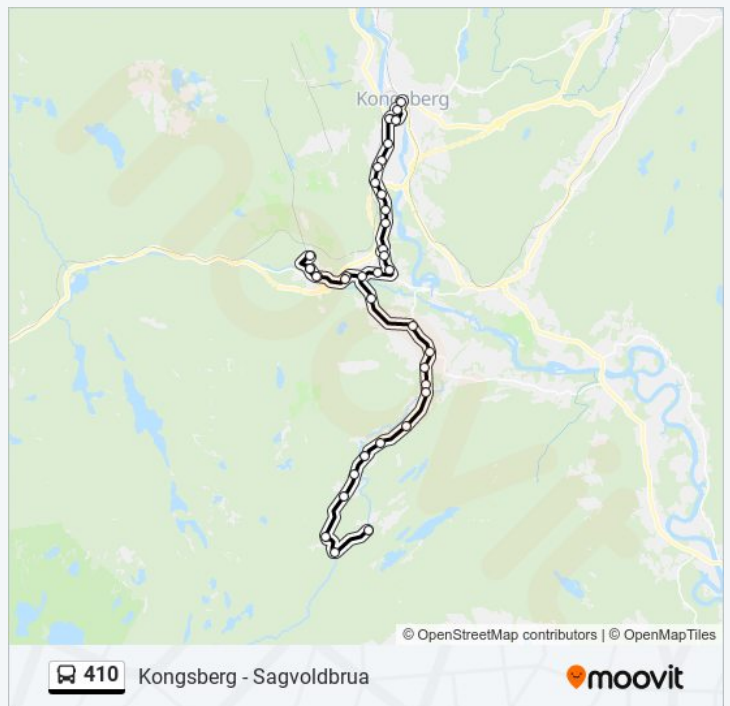 Kongsberg
© OpenStreetMap contributors | © OpenMapTiles
410 Kongsberg - Sagvoldbrua
moovit